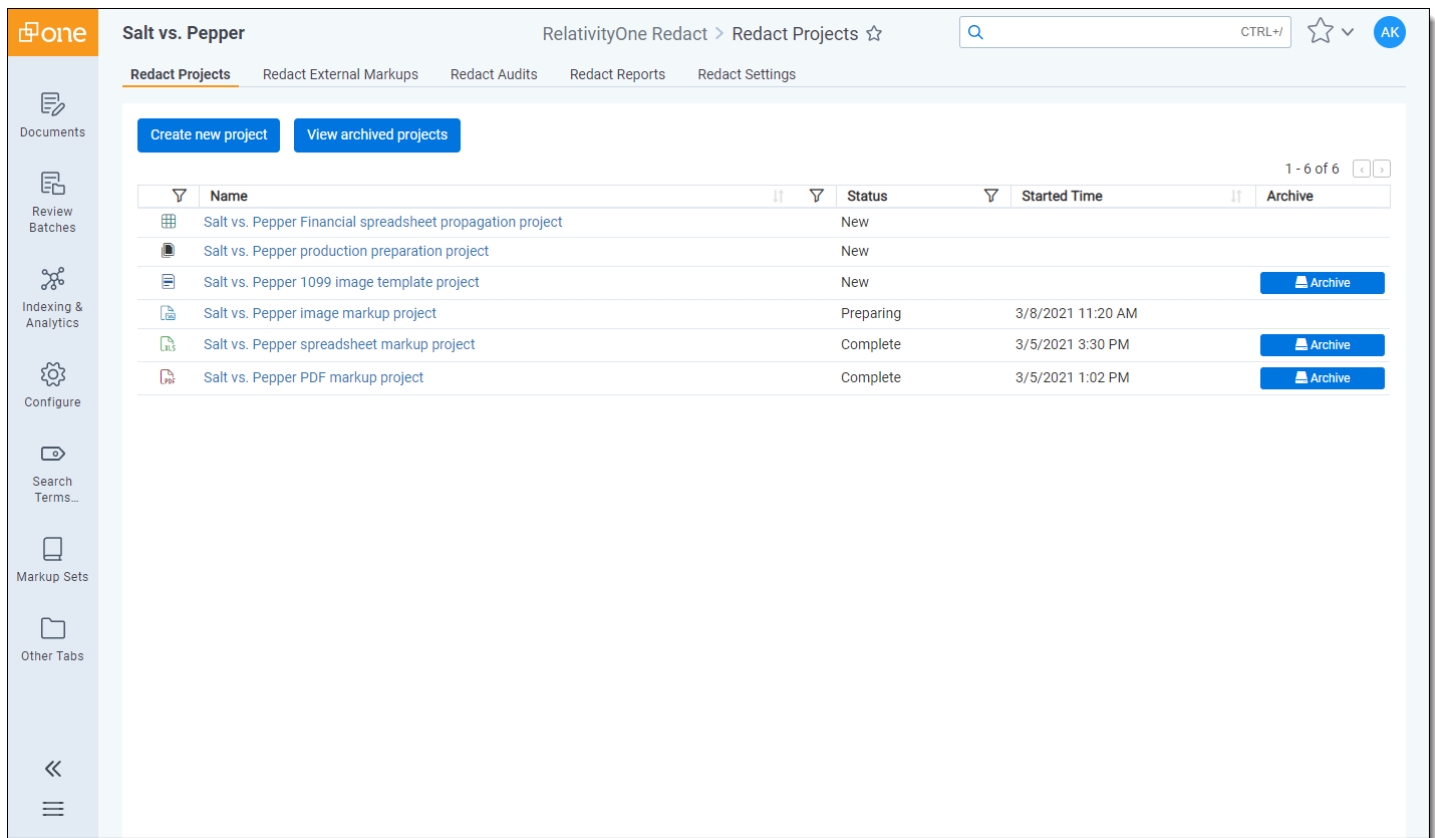 one
Salt vs. Pepper
RelativityOne Redact > Redact Projects
CTRL+/
AK
Redact Projects
Redact External Markups
Redact Audits
Redact Reports
Redact Settings
Documents
Review
Batches
Indexing &
Analytics
Configure
Search
Terms...
Markup Sets
Other Tabs
Create new project
View archived projects
1 - 6 of 6
Name Status Started Time Archive
Salt vs. Pepper Financial spreadsheet propagation project New
Salt vs. Pepper production preparation project New
Salt vs. Pepper 1099 image template project New Archive
Salt vs. Pepper image markup project Preparing 3/8/2021 11:20 AM
XLS Salt vs. Pepper spreadsheet markup project Complete 3/5/2021 3:30 PM Archive
PDF Salt vs. Pepper PDF markup project Complete 3/5/2021 1:02 PM Archive